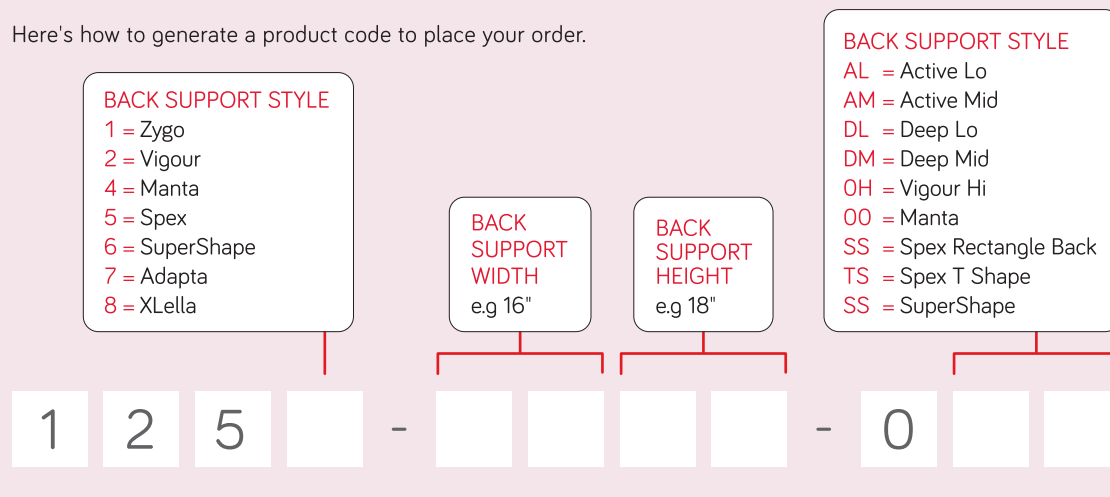 Here's how to generate a product code to place your order.
BACK SUPPORT STYLE
1 = Zygo
2 = Vigour
4 = Manta
5 = Spex
6 = SuperShape
7 = Adapta
8 = XLella
BACK
SUPPORT
WIDTH
e.g 16"
BACK
SUPPORT
HEIGHT
e.g 18"
BACK SUPPORT STYLE
AL = Active Lo
AM = Active Mid
DL = Deep Lo
DM = Deep Mid
0H = Vigour Hi
00 = Manta
SS = Spex Rectangle Back
TS = Spex T Shape
SS = SuperShape
1 2 5 - - 0